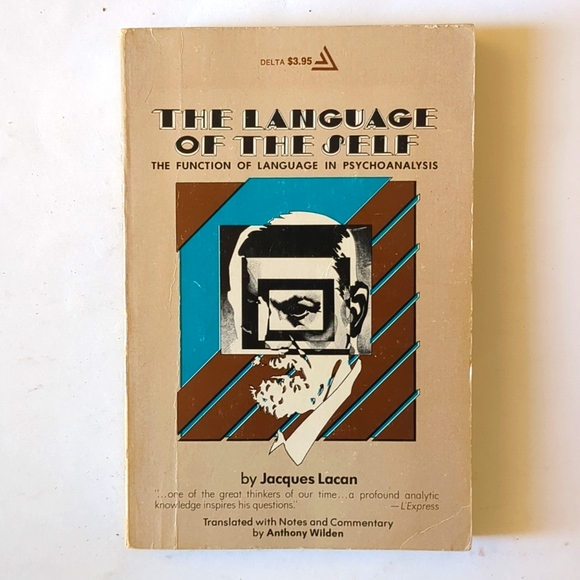 DELTA $3.95
THE LANGUAGE
OF THE SELF
THE FUNCTION OF LANGUAGE IN PSYCHOANALYSIS
by Jacques Lacan
"...one of the great thinkers of our time...a profound analytic
knowledge inspires his questions." —L'Express
Translated with Notes and Commentary
by Anthony Wilden